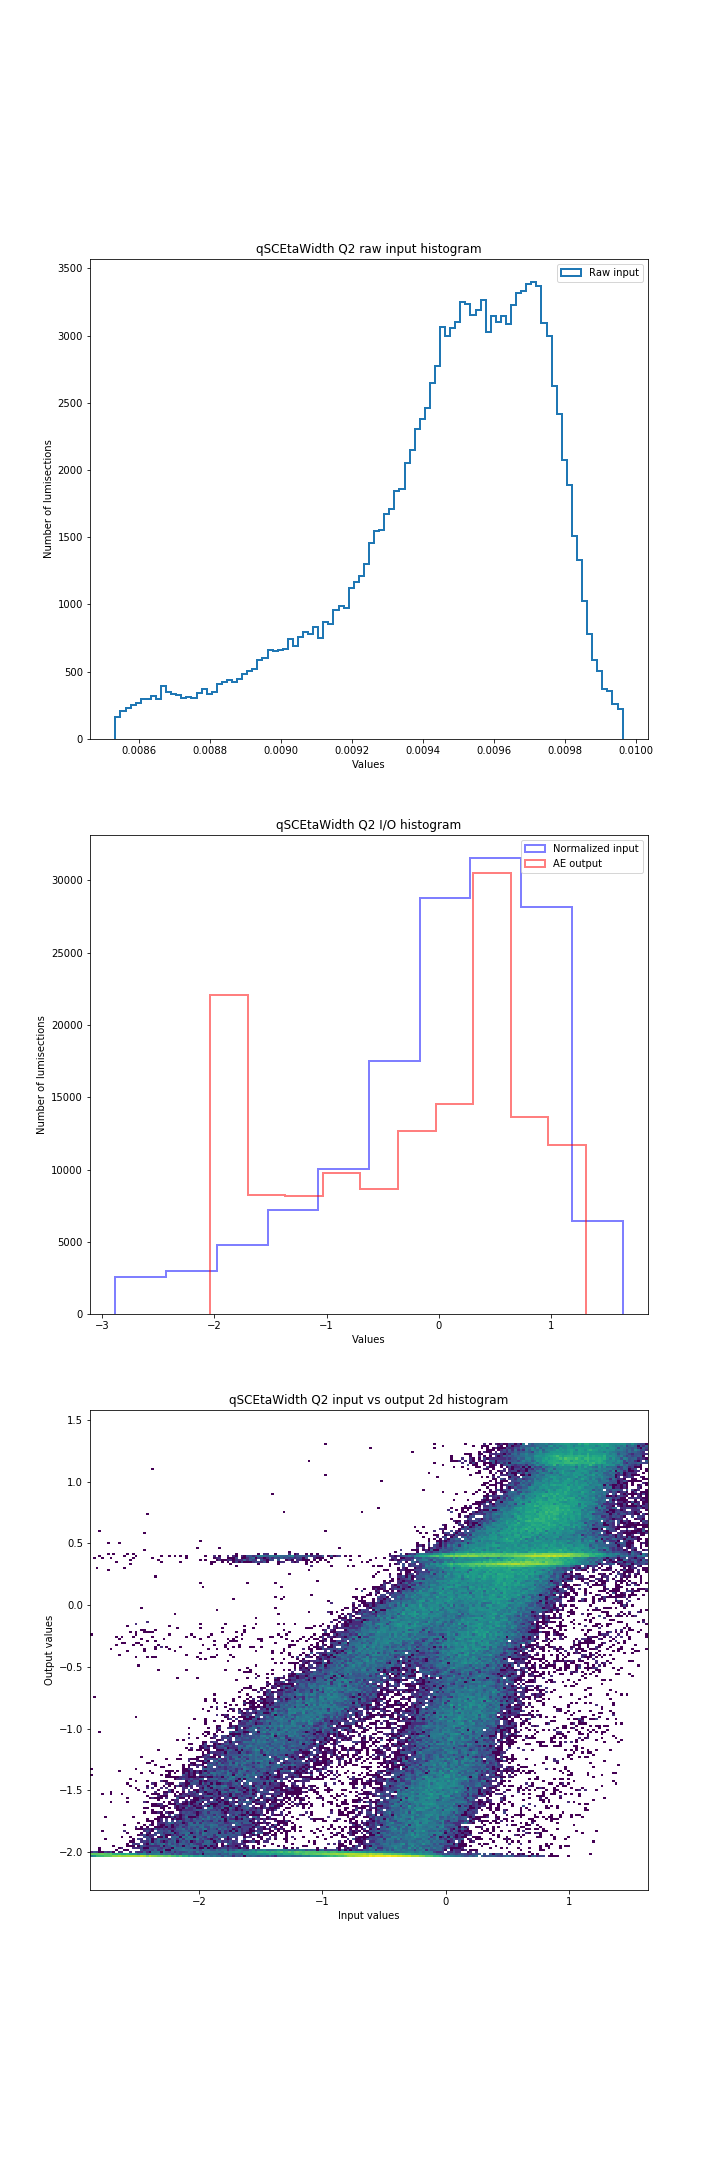 qSCEtaWidth Q2 raw input histogram
Raw input
3500
3000
2500
2000
1500
1000
500
0
Number of lumisections
0.0086 0.0088 0.0090 0.0092 0.0094 0.0096 0.0098 0.0100
Values
qSCEtaWidth Q2 I/O histogram
Normalized input
AE output
30000
25000
20000
15000
10000
5000
0
Number of lumisections
−3 −2 −1 0 1
Values
qSCEtaWidth Q2 input vs output 2d histogram
1.5
1.0
0.5
0.0
−0.5
−1.0
−1.5
−2.0
Output values
−2 −1 0 1
Input values